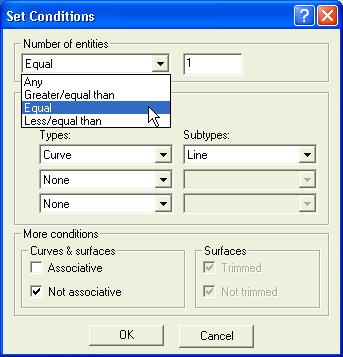 Set Conditions
Number of entities
Equal 1
Any
Greater/equal than
Equal
Less/equal than
Types: Subtypes:
Curve Line
None
None
More conditions
Curves & surfaces Surfaces
Associative Trimmed
Not associative Not trimmed
OK Cancel